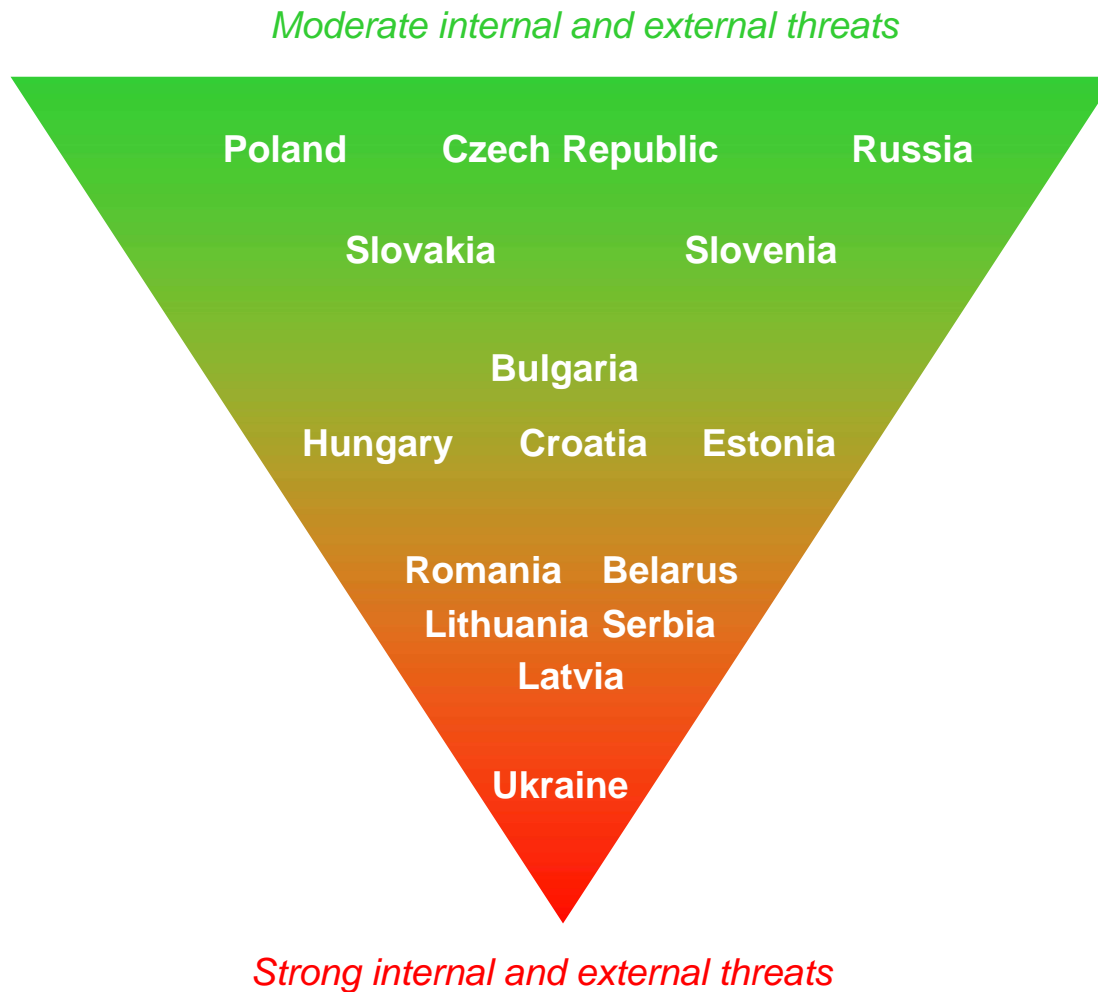 Moderate internal and external threats
Poland Czech Republic Russia
Slovakia Slovenia
Bulgaria
Hungary Croatia Estonia
Romania Belarus
Lithuania Serbia
Latvia
Ukraine
Strong internal and external threats